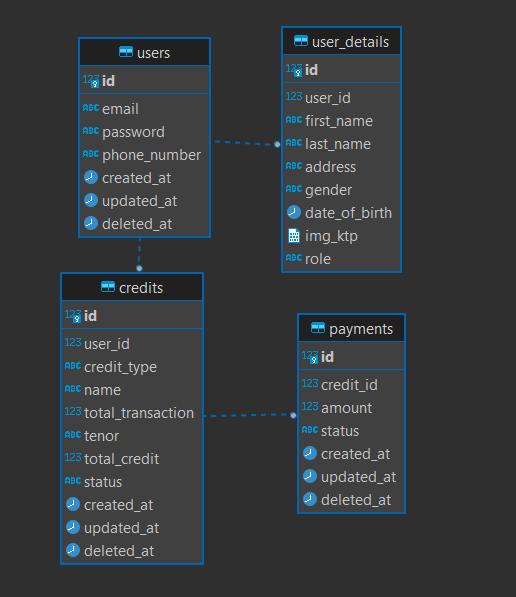 users
123 id
ABC email
ABC password
ABC phone_number
created_at
updated_at
deleted_at
user_details
123 id
123 user_id
ABC first_name
ABC last_name
ABC address
ABC gender
date_of_birth
img_ktp
ABC role
credits
123 id
123 user_id
ABC credit_type
ABC name
123 total_transaction
ABC tenor
123 total_credit
ABC status
created_at
updated_at
deleted_at
payments
123 id
123 credit_id
123 amount
ABC status
created_at
updated_at
deleted_at